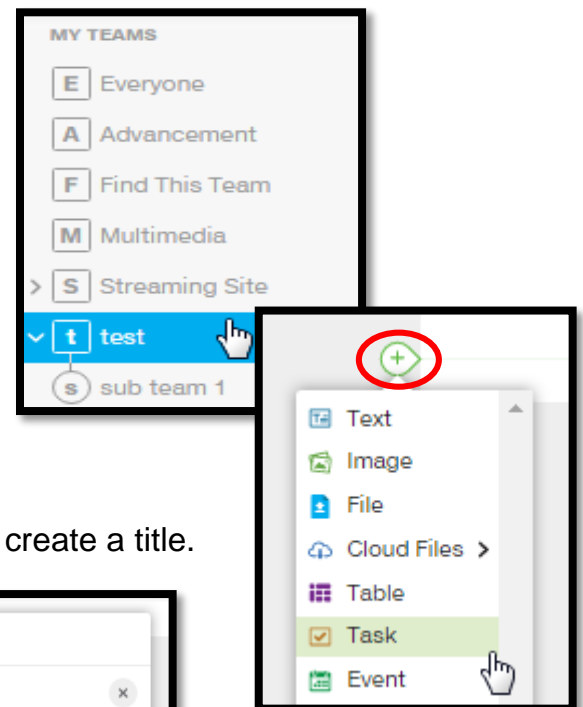 MY TEAMS
E Everyone
A Advancement
F Find This Team
M Multimedia
> S Streaming Site
t test
s sub team 1
Text
Image
File
Cloud Files >
Table
Task
Event
create a title.